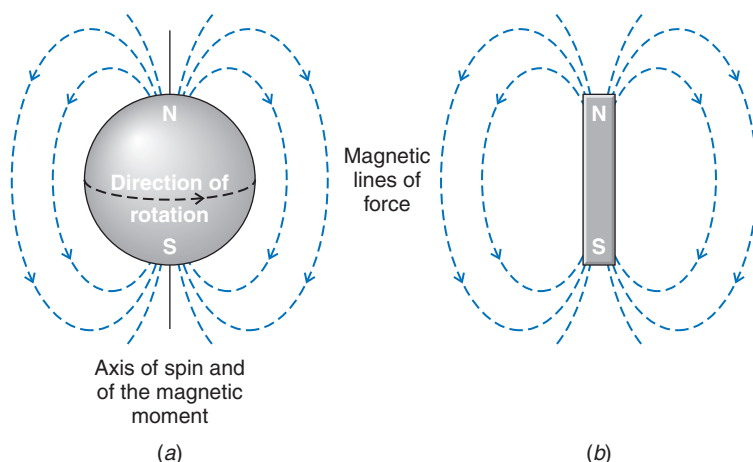 N
Direction of
rotation
S
Axis of spin and
of the magnetic
moment
(a)
Magnetic
lines of
force
N
S
(b)